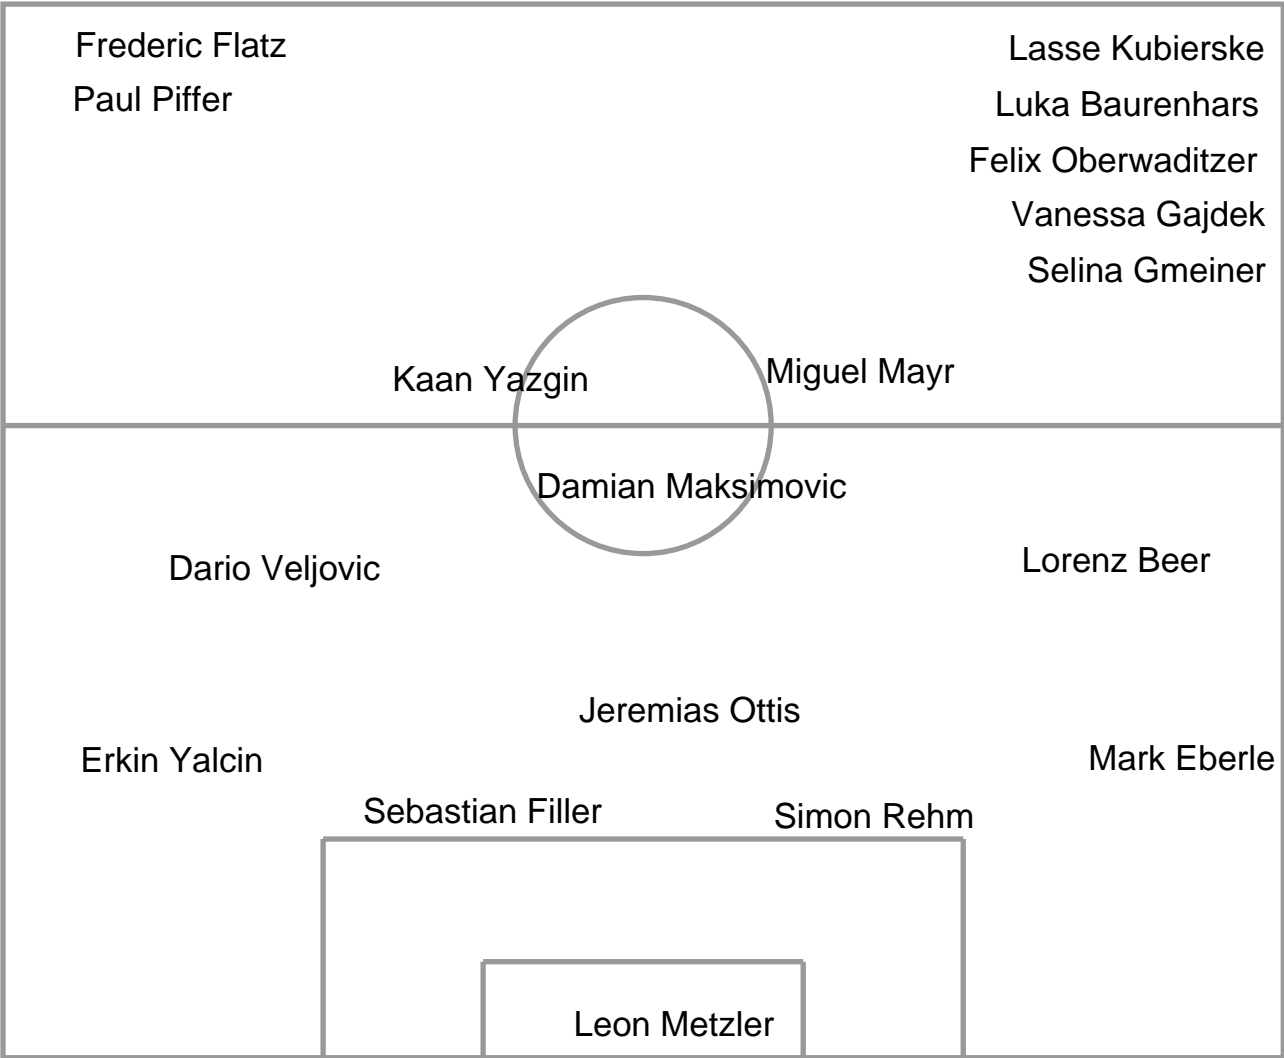 Frederic Flatz
Lasse Kubierske
Paul Piffer
Luka Baurenhars
Felix Oberwaditzer
Vanessa Gajdek
Selina Gmeiner
Kaan Yazgin
Miguel Mayr
Damian Maksimovic
Dario Veljovic
Lorenz Beer
Jeremias Ottis
Erkin Yalcin
Mark Eberle
Sebastian Filler
Simon Rehm
Leon Metzler